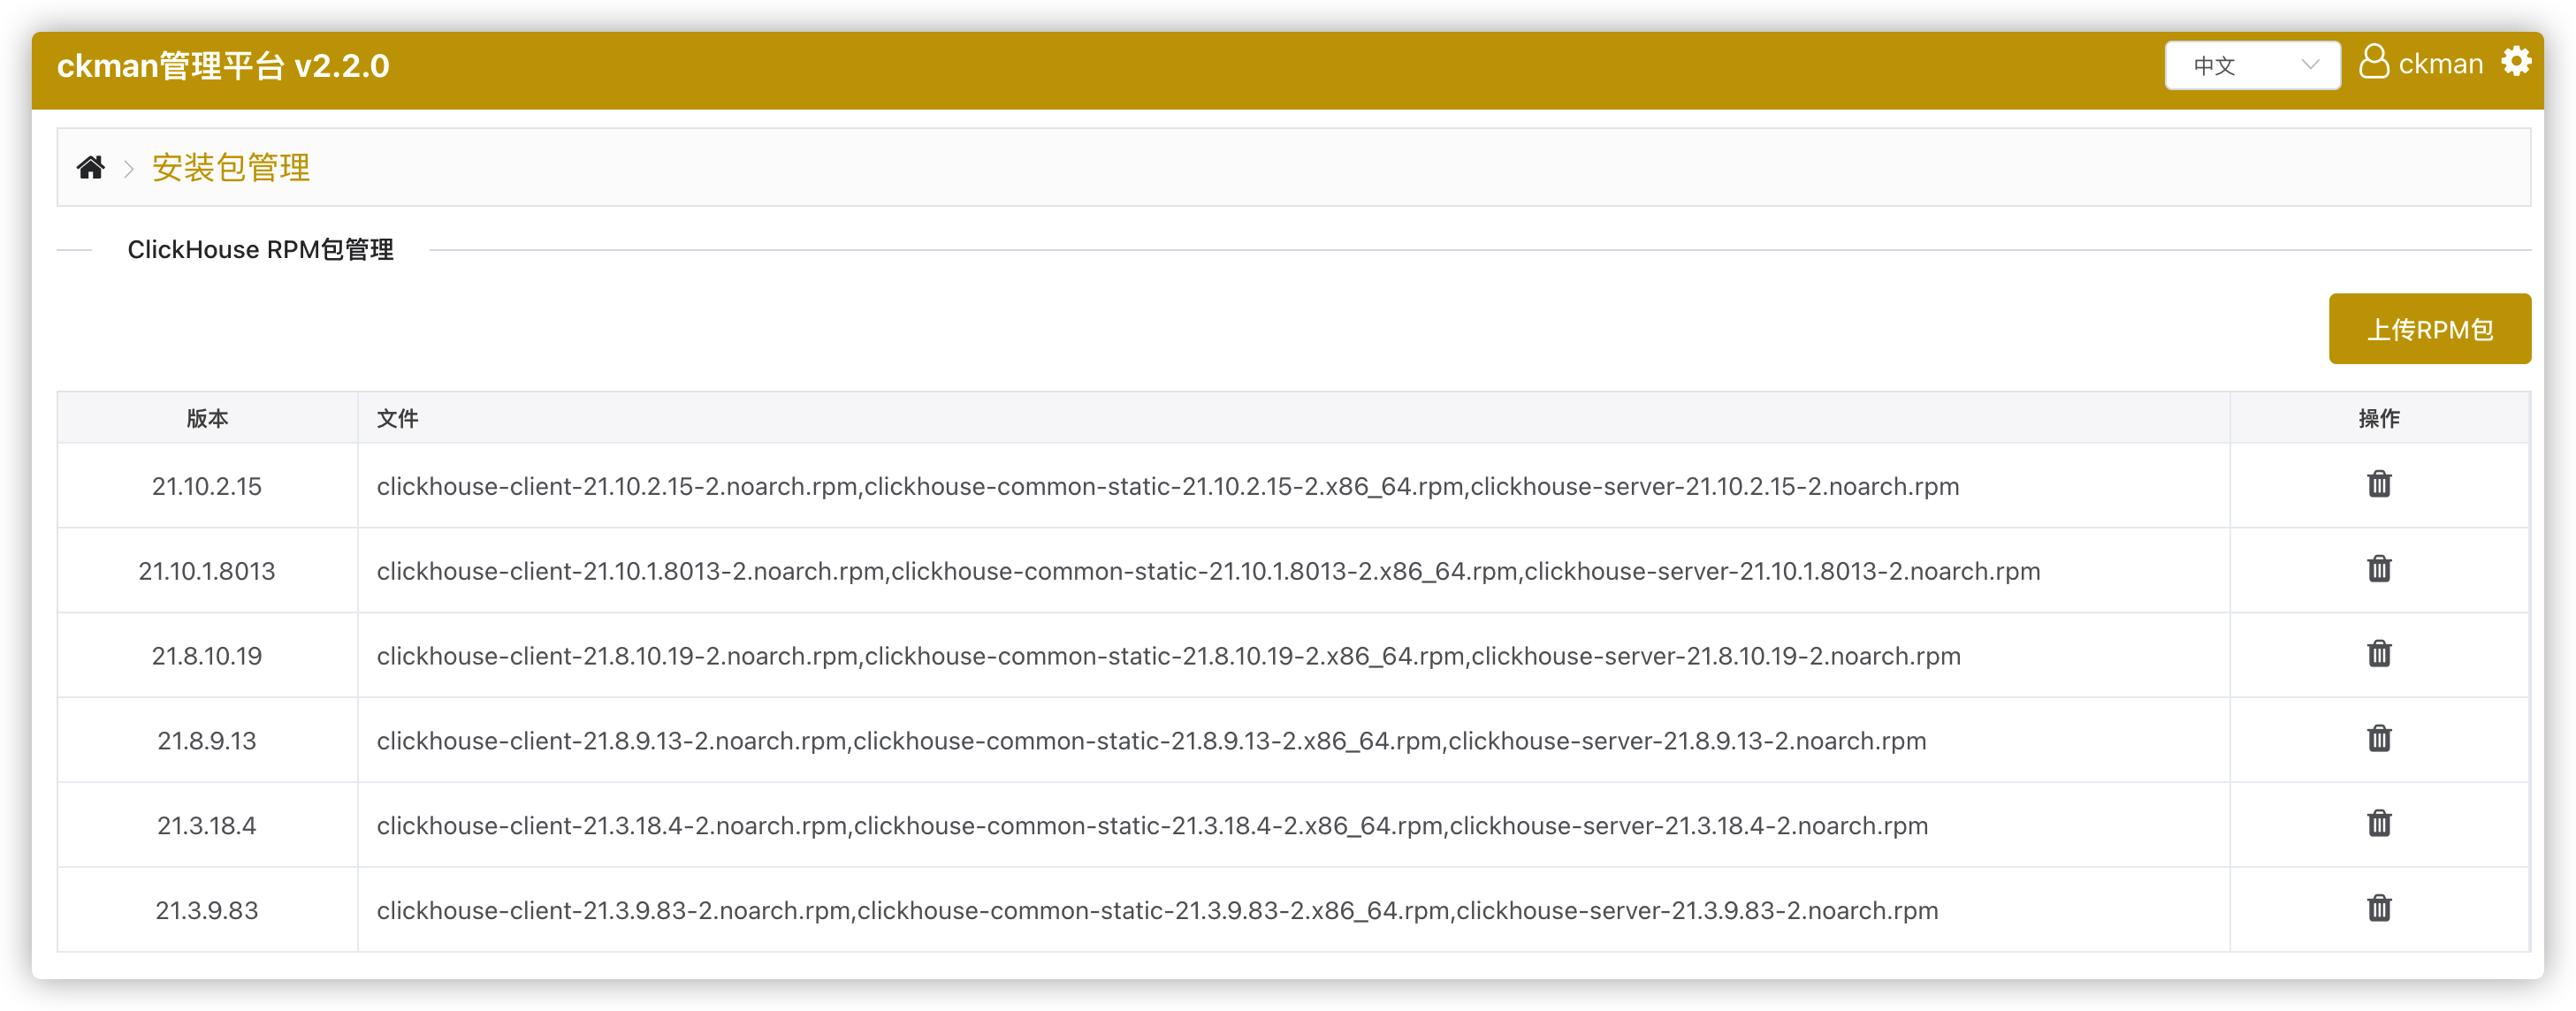 ckman管理平台 v2.2.0
中文
ckman
安装包管理
ClickHouse RPM包管理
上传RPM包
版本 文件 操作
21.10.2.15 clickhouse-client-21.10.2.15-2.noarch.rpm,clickhouse-common-static-21.10.2.15-2.x86_64.rpm,clickhouse-server-21.10.2.15-2.noarch.rpm
21.10.1.8013 clickhouse-client-21.10.1.8013-2.noarch.rpm,clickhouse-common-static-21.10.1.8013-2.x86_64.rpm,clickhouse-server-21.10.1.8013-2.noarch.rpm
21.8.10.19 clickhouse-client-21.8.10.19-2.noarch.rpm,clickhouse-common-static-21.8.10.19-2.x86_64.rpm,clickhouse-server-21.8.10.19-2.noarch.rpm
21.8.9.13 clickhouse-client-21.8.9.13-2.noarch.rpm,clickhouse-common-static-21.8.9.13-2.x86_64.rpm,clickhouse-server-21.8.9.13-2.noarch.rpm
21.3.18.4 clickhouse-client-21.3.18.4-2.noarch.rpm,clickhouse-common-static-21.3.18.4-2.x86_64.rpm,clickhouse-server-21.3.18.4-2.noarch.rpm
21.3.9.83 clickhouse-client-21.3.9.83-2.noarch.rpm,clickhouse-common-static-21.3.9.83-2.x86_64.rpm,clickhouse-server-21.3.9.83-2.noarch.rpm